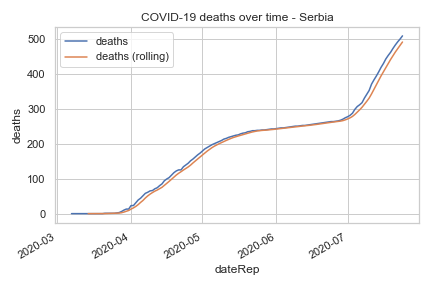 COVID-19 deaths over time - Serbia
deaths
deaths (rolling)
500
400
300
200
100
0
deaths
2020-03
2020-04
2020-05
2020-06
2020-07
dateRep